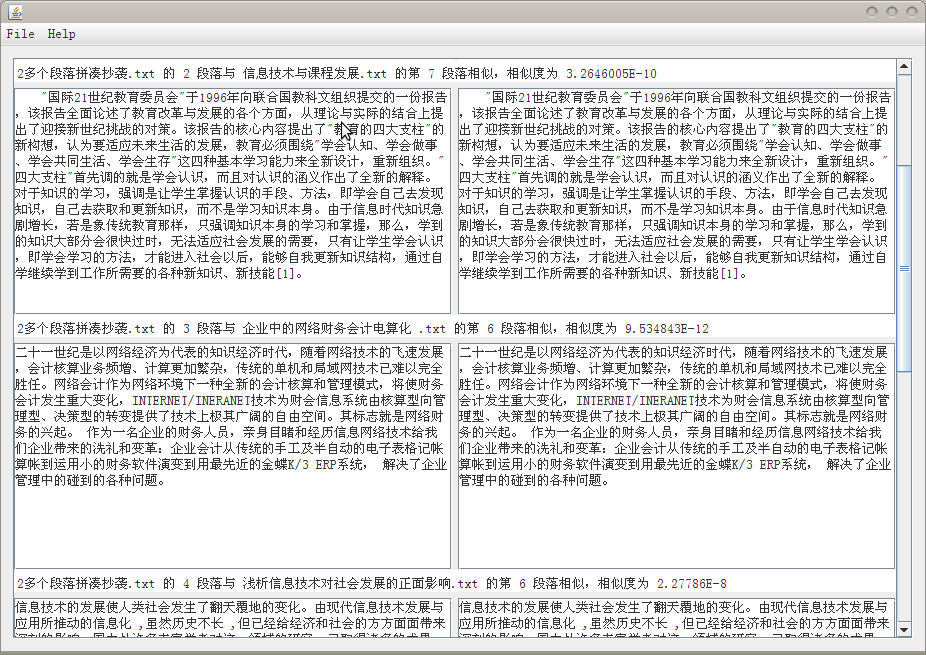 File Help
2多个段落拼凑抄袭.txt 的 2 段落与 信息技术与课程发展.txt 的第 7 段落相似，相似度为 3.2646005E-10
"国际21世纪教育委员会"于1996年向联合国教科文组织提交的一份报告
，该报告全面论述了教育改革与发展的各个方面，从理论与实际的结合上提
出了迎接新世纪挑战的对策。该报告的核心内容提出了"教育的四大支柱"的
新构想，认为要适应未来生活的发展，教育必须围绕"学会认知、学会做事
、学会共同生活、学会生存"这四种基本学习能力来全新设计，重新组织。"
四大支柱"首先调的就是学会认识，而且对认识的涵义作出了全新的解释。
对于知识的学习，强调是让学生掌握认识的手段、方法，即学会自己去发现
知识，自己去获取和更新知识，而不是学习知识本身。由于信息时代知识急
剧增长，若是象传统教育那样，只强调知识本身的学习和掌握，那么，学到
的知识大部分会很快过时，无法适应社会发展的需要，只有让学生学会认识
，即学会学习的方法，才能进入社会以后，能够自我更新知识结构，通过自
学继续学到工作所需要的各种新知识、新技能[1]。
"国际21世纪教育委员会"于1996年向联合国教科文组织提交的一份报告
，该报告全面论述了教育改革与发展的各个方面，从理论与实际的结合上提
出了迎接新世纪挑战的对策。该报告的核心内容提出了"教育的四大支柱"的
新构想，认为要适应未来生活的发展，教育必须围绕"学会认知、学会做事
、学会共同生活、学会生存"这四种基本学习能力来全新设计，重新组织。"
四大支柱"首先调的就是学会认识，而且对认识的涵义作出了全新的解释。
对于知识的学习，强调是让学生掌握认识的手段、方法，即学会自己去发现
知识，自己去获取和更新知识，而不是学习知识本身。由于信息时代知识急
剧增长，若是象传统教育那样，只强调知识本身的学习和掌握，那么，学到
的知识大部分会很快过时，无法适应社会发展的需要，只有让学生学会认识
，即学会学习的方法，才能进入社会以后，能够自我更新知识结构，通过自
学继续学到工作所需要的各种新知识、新技能[1]。
2多个段落拼凑抄袭.txt 的 3 段落与 企业中的网络财务会计电算化 .txt 的第 6 段落相似，相似度为 9.534843E-12
二十一世纪是以网络经济为代表的知识经济时代，随着网络技术的飞速发展
，会计核算业务频增、计算更加繁杂，传统的单机和局域网技术已难以完全
胜任。网络会计作为网络环境下一种全新的会计核算和管理模式，将使财务
会计发生重大变化，INTERNET/INERANET技术为财会信息系统由核算型向管
理型、决策型的转变提供了技术上极其广阔的自由空间。其标志就是网络财
务的兴起。 作为一名企业的财务人员，亲身目睹和经历信息网络技术给我
们企业带来的洗礼和变革：企业会计从传统的手工及半自动的电子表格记帐
算帐到运用小的财务软件演变到用最先近的金蝶K/3 ERP系统， 解决了企业
管理中的碰到的各种问题。
二十一世纪是以网络经济为代表的知识经济时代，随着网络技术的飞速发展
，会计核算业务频增、计算更加繁杂，传统的单机和局域网技术已难以完全
胜任。网络会计作为网络环境下一种全新的会计核算和管理模式，将使财务
会计发生重大变化，INTERNET/INERANET技术为财会信息系统由核算型向
管理型、决策型的转变提供了技术上极其广阔的自由空间。其标志就是网络财
务的兴起。 作为一名企业的财务人员，亲身目睹和经历信息网络技术给我
们企业带来的洗礼和变革：企业会计从传统的手工及半自动的电子表格记帐
算帐到运用小的财务软件演变到用最先近的金蝶K/3 ERP系统， 解决了企业
管理中的碰到的各种问题。
2多个段落拼凑抄袭.txt 的 4 段落与 浅析信息技术对社会发展的正面影响.txt 的第 6 段落相似，相似度为 2.27786E-8
信息技术的发展使人类社会发生了翻天覆地的变化。由现代信息技术发展与
应用所推动的信息化 ,虽然历史不长 ,但已经给经济和社会的方方面面带来
信息技术的发展使人类社会发生了翻天覆地的变化。由现代信息技术发展与
应用所推动的信息化 ,虽然历史不长 ,但已经给经济和社会的方方面面带来